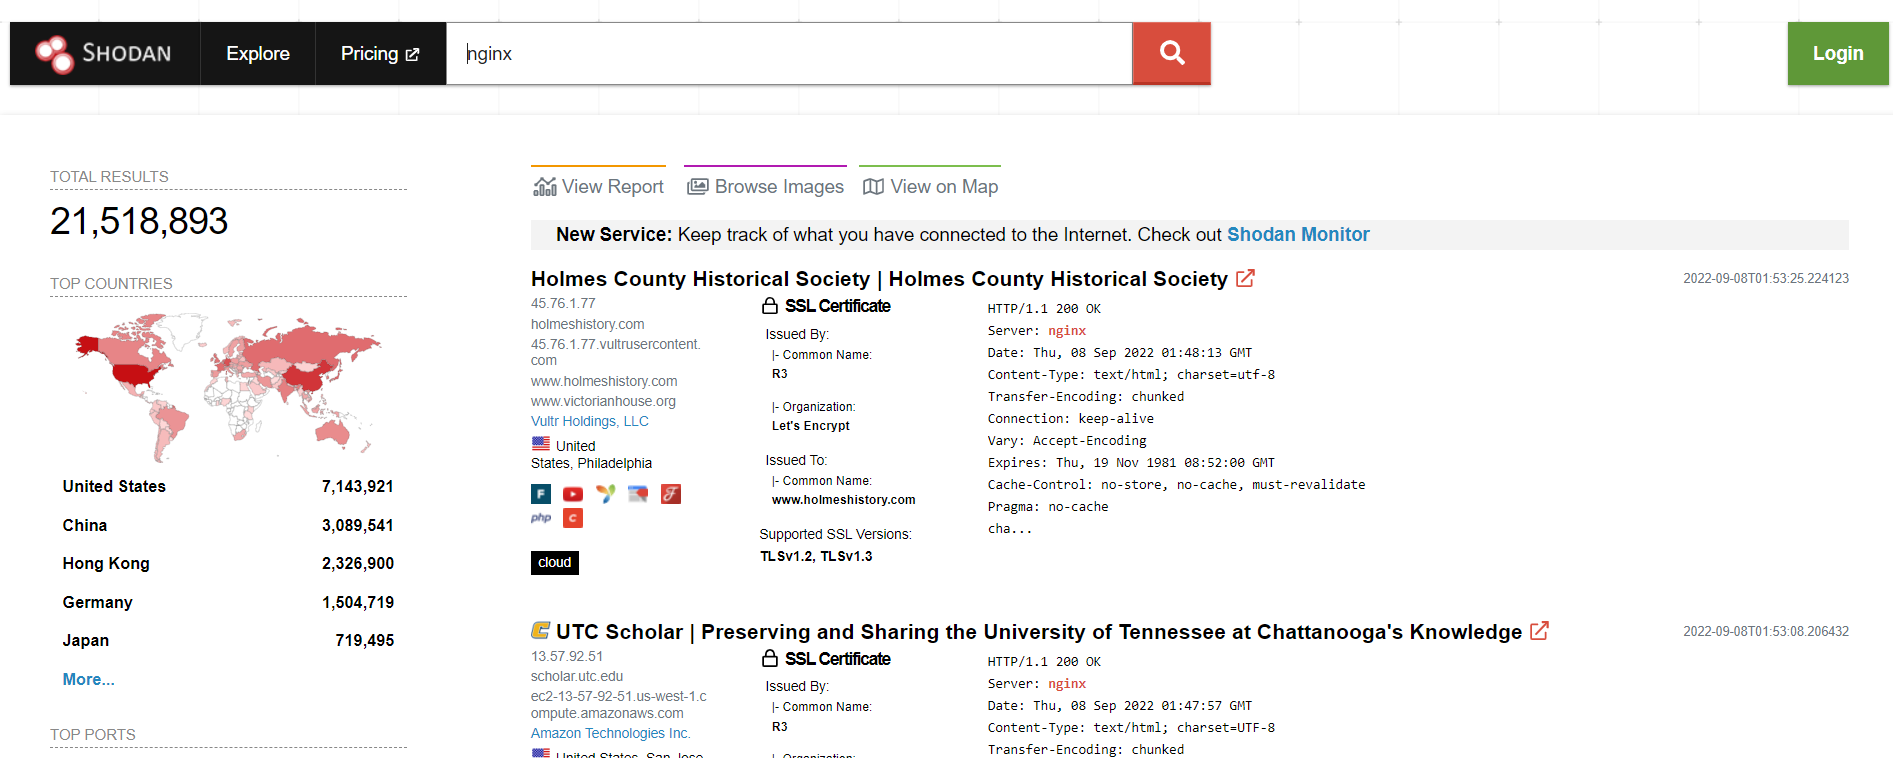 SHODAN
Explore
Pricing
nginx
Login
TOTAL RESULTS
21,518,893
TOP COUNTRIES
United States 7,143,921
China 3,089,541
Hong Kong 2,326,900
Germany 1,504,719
Japan 719,495
More...
TOP PORTS
View Report
Browse Images
View on Map
New Service: Keep track of what you have connected to the Internet. Check out Shodan Monitor
Holmes County Historical Society | Holmes County Historical Society
2022-09-08T01:53:25.224123
45.76.1.77
holmeshistory.com
45.76.1.77.vultrusercontent.
com
www.holmeshistory.com
www.victorianhouse.org
Vultr Holdings, LLC
United
States, Philadelphia
php
cloud
SSL Certificate
Issued By:
|- Common Name:
R3
|- Organization:
Let's Encrypt
Issued To:
|- Common Name:
www.holmeshistory.com
Supported SSL Versions:
TLSv1.2, TLSv1.3
HTTP/1.1 200 OK
Server: nginx
Date: Thu, 08 Sep 2022 01:48:13 GMT
Content-Type: text/html; charset=utf-8
Transfer-Encoding: chunked
Connection: keep-alive
Vary: Accept-Encoding
Expires: Thu, 19 Nov 1981 08:52:00 GMT
Cache-Control: no-store, no-cache, must-revalidate
Pragma: no-cache
cha...
UTC Scholar | Preserving and Sharing the University of Tennessee at Chattanooga's Knowledge
2022-09-08T01:53:08.206432
13.57.92.51
scholar.utc.edu
ec2-13-57-92-51.us-west-1.c
ompute.amazonaws.com
Amazon Technologies Inc.
United States, San Jose
SSL Certificate
Issued By:
|- Common Name:
R3
|- Organization:
HTTP/1.1 200 OK
Server: nginx
Date: Thu, 08 Sep 2022 01:47:57 GMT
Content-Type: text/html; charset=UTF-8
Transfer-Encoding: chunked